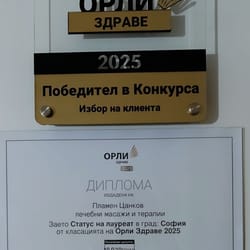 ОРЛИ
ЗДРАВЕ
2025
Победител в Конкурса
Избор на клиента
ОРЛИ
ЗДРАВЕ
ДИПЛОМА
Пламен Цанков
лечебни масажи и терапии
Заето Статус на лауреат в град: София
от класацията на Орли Здраве 2025